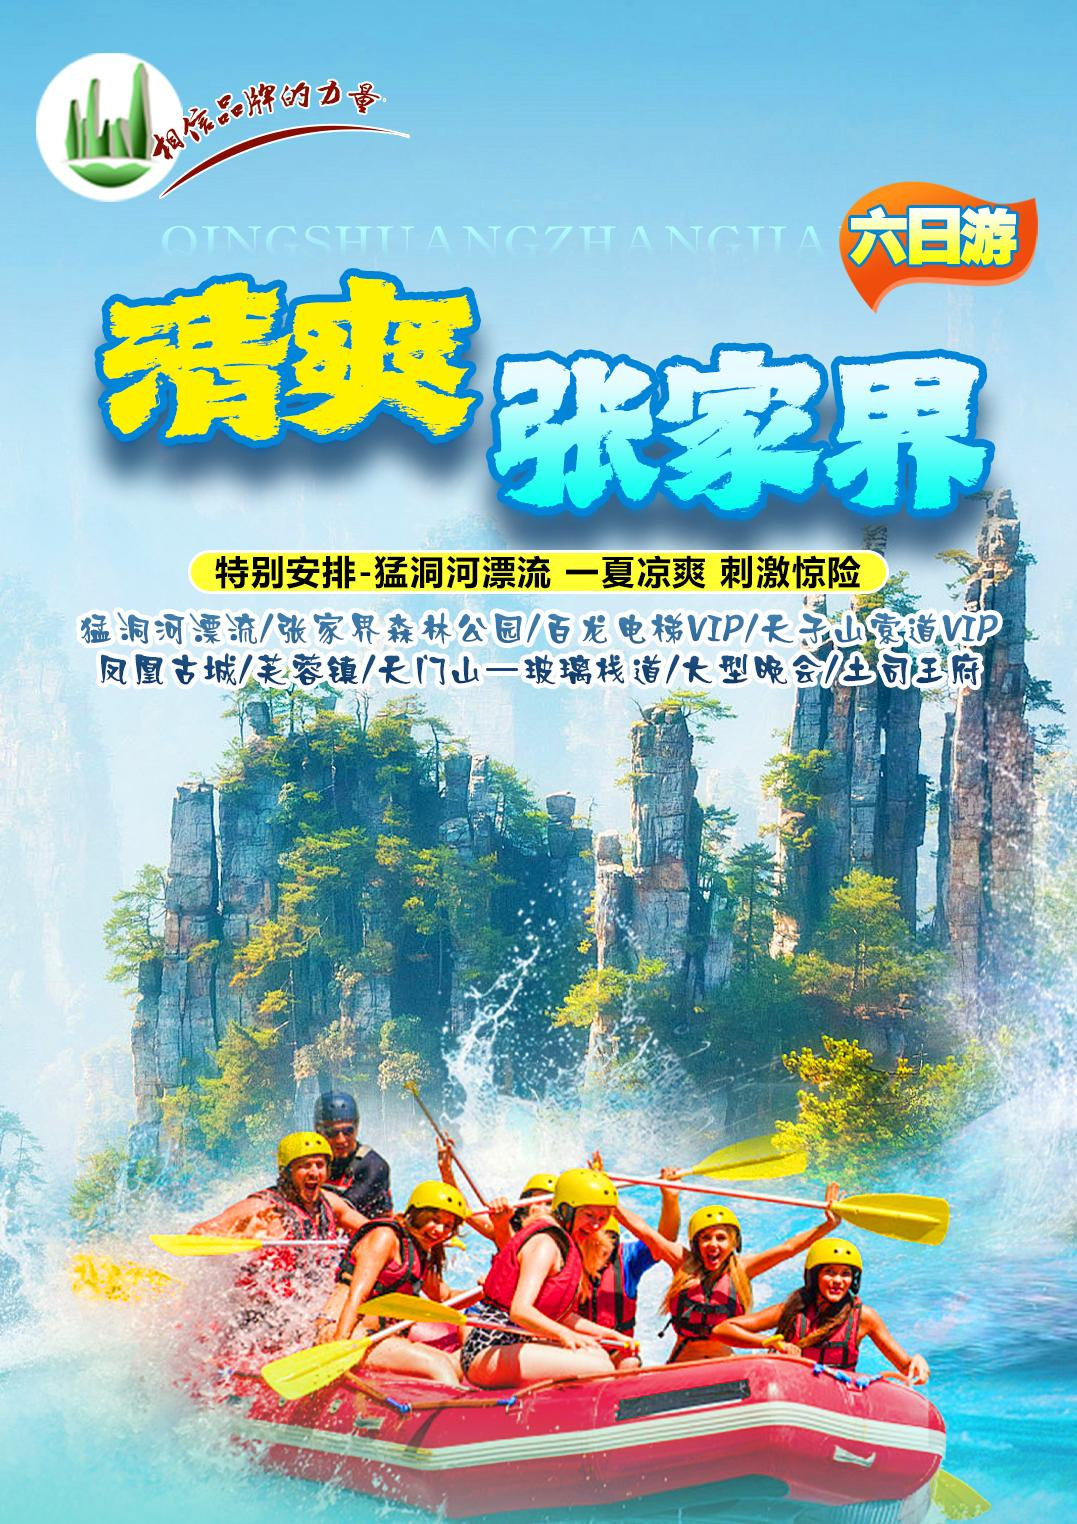 相信品牌的力量
QINGSHUANGZHANGJIA
六日游
清爽
张家界
特别安排-猛洞河漂流 一夏凉爽 刺激惊险
猛洞河漂流/张家界森林公园/百龙电梯VIP/天子山索道VIP
凤凰古城/芙蓉镇/天门山—玻璃栈道/大型晚会/土司王府